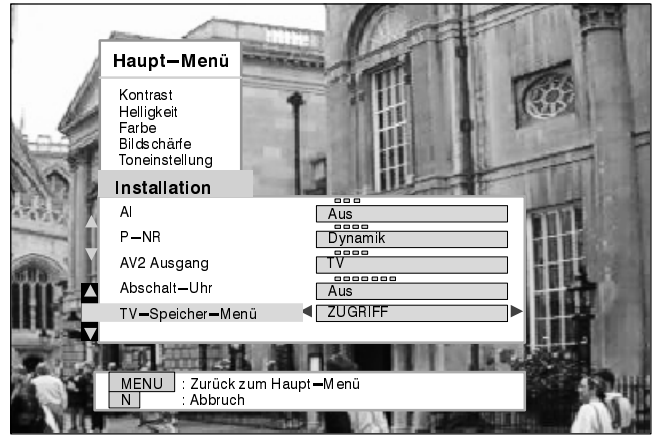 Haupt–Menü
Kontrast
Helligkeit
Farbe
Bildschärfe
Toneinstellung
Installation
AI Aus
P–NR Dynamik
AV2 Ausgang TV
Abschalt–Uhr Aus
TV–Speicher–Menü ZUGRIFF
MENU : Zurück zum Haupt–Menü
N : Abbruch